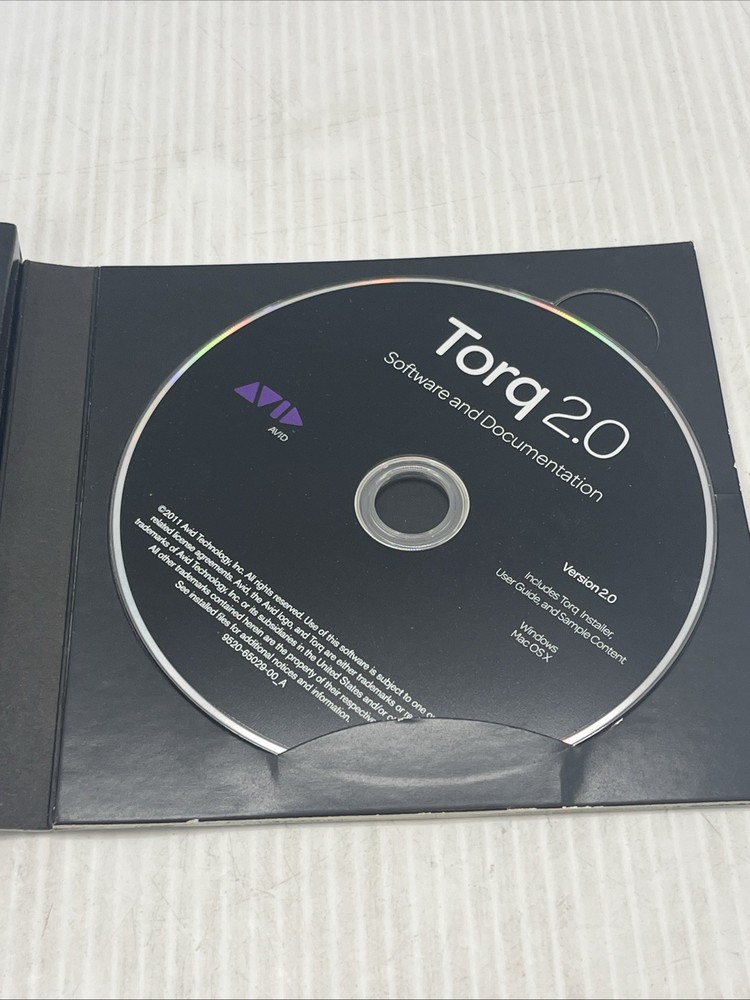 Torq 2.0
Software and Documentation
AVID
AVID
Version 2.0
Includes Torq Installer,
User Guide, and Sample Content
Windows
Mac OS X
©2011 Avid Technology, Inc. All rights reserved. Use of this software is subject to one
related license agreements. Avid, the Avid logo, and Torq are either trademarks or
trademarks of Avid Technology, Inc. or its subsidiaries in the United States and/or
All other trademarks contained herein are the property of their respective
See installed files for additional notices and information.
9520-65029-00_A